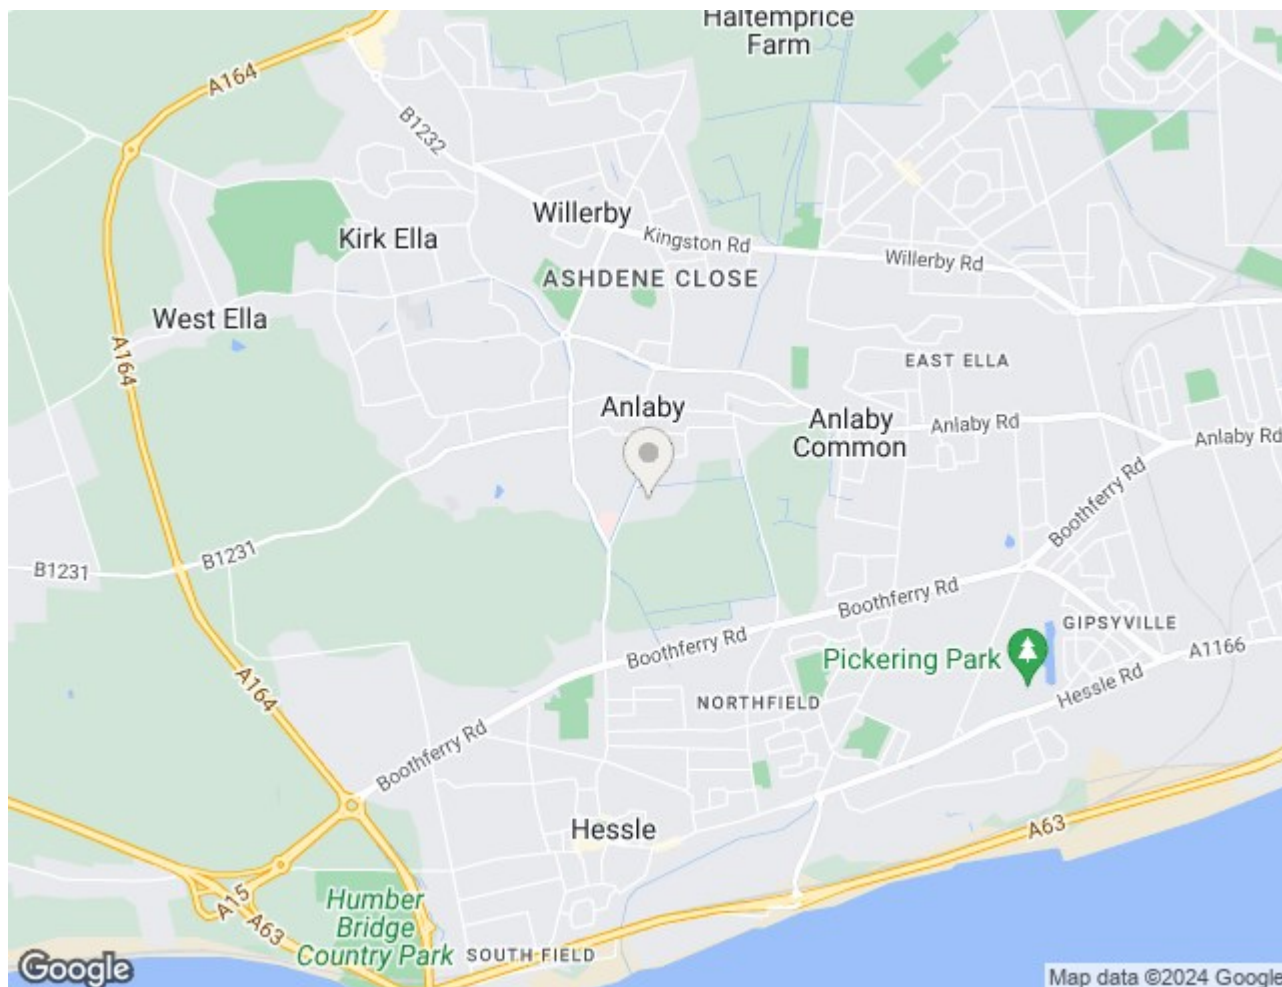 Haltemprice
Farm
A164
B1232
Willerby
Kirk Ella
Kingston Rd
Willerby Rd
ASHDENE CLOSE
West Ella
A164
EAST ELLA
Anlaby
Anlaby
Common
Anlaby Rd
Anlaby Rd
Boothferry Rd
B1231
B1231
Boothferry Rd
GIPSYVILLE
Boothferry Rd
Pickering Park
A1166
A164
Hessle Rd
NORTHFIELD
Boothferry Rd
Hessle
A63
A15
A63
Humber
Bridge
Country Park
SOUTH FIELD
Google
Map data ©2024 Google